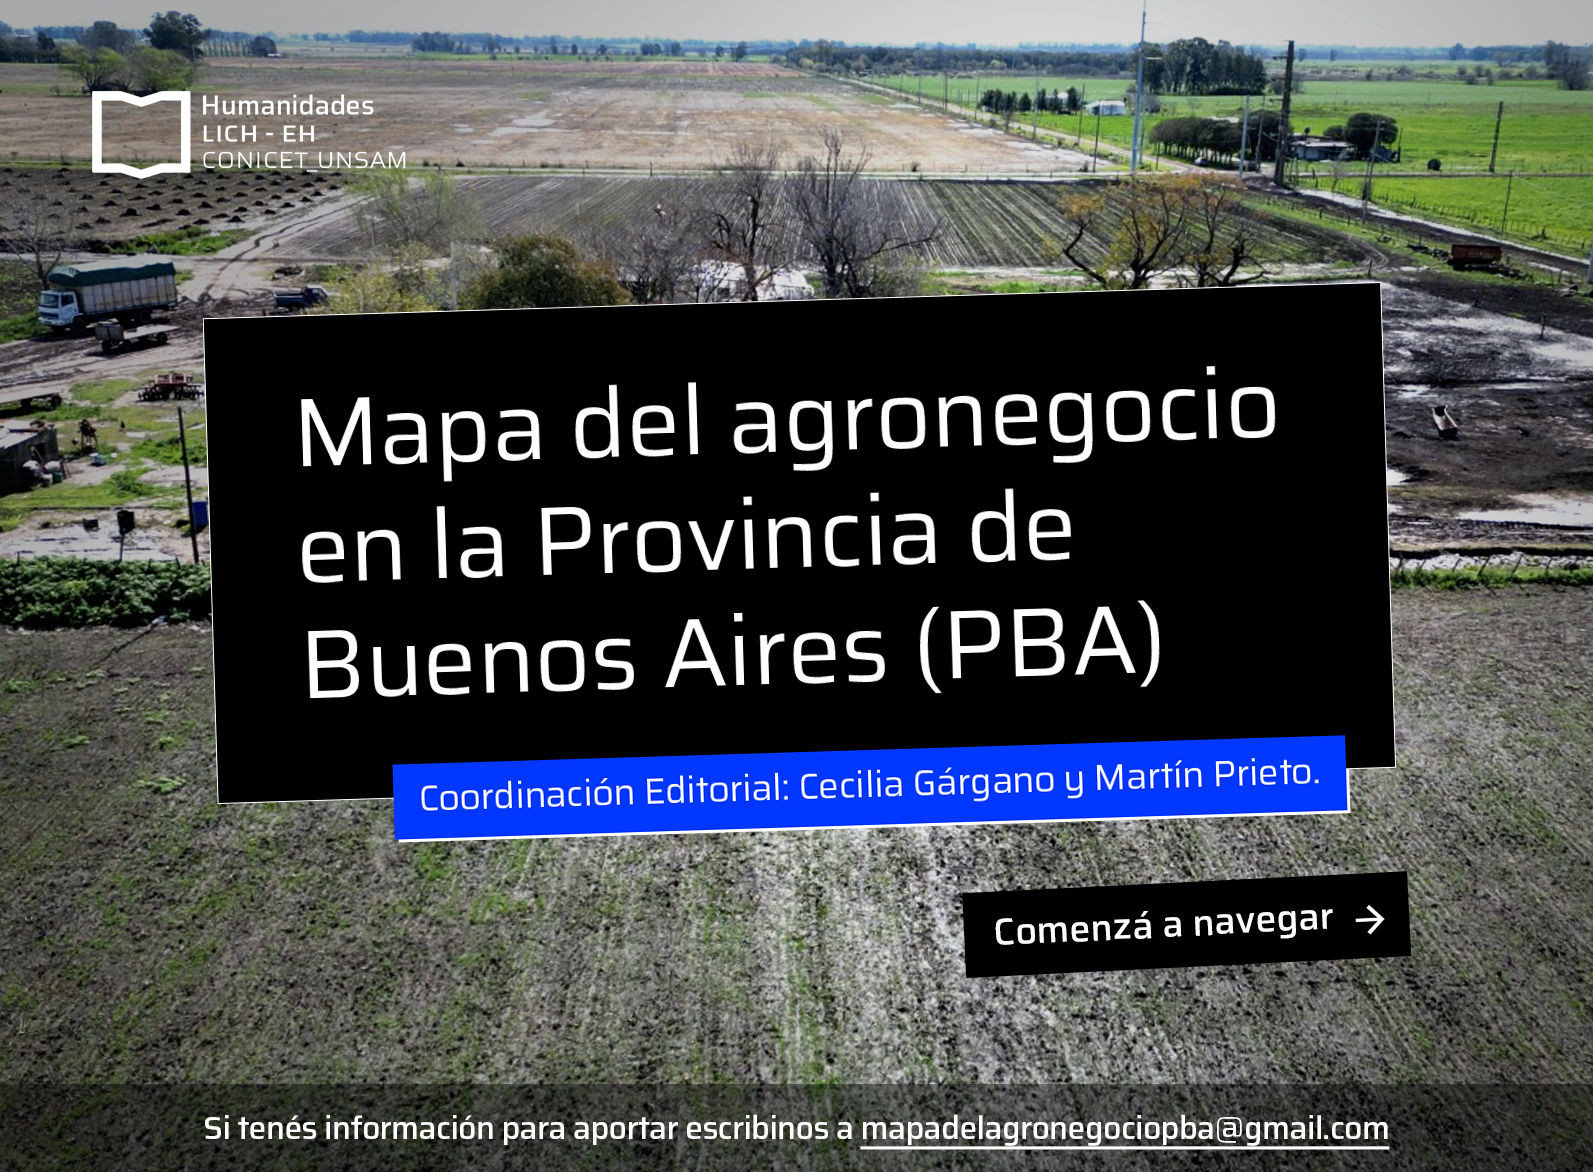 Humanidades
LICH - EH
CONICET_UNSAM
Mapa del agronegocio
en la Provincia de
Buenos Aires (PBA)
Coordinación Editorial: Cecilia Gárgano y Martín Prieto.
Comenzá a navegar →
Si tenés información para aportar escribinos a mapadelagronegociopba@gmail.com